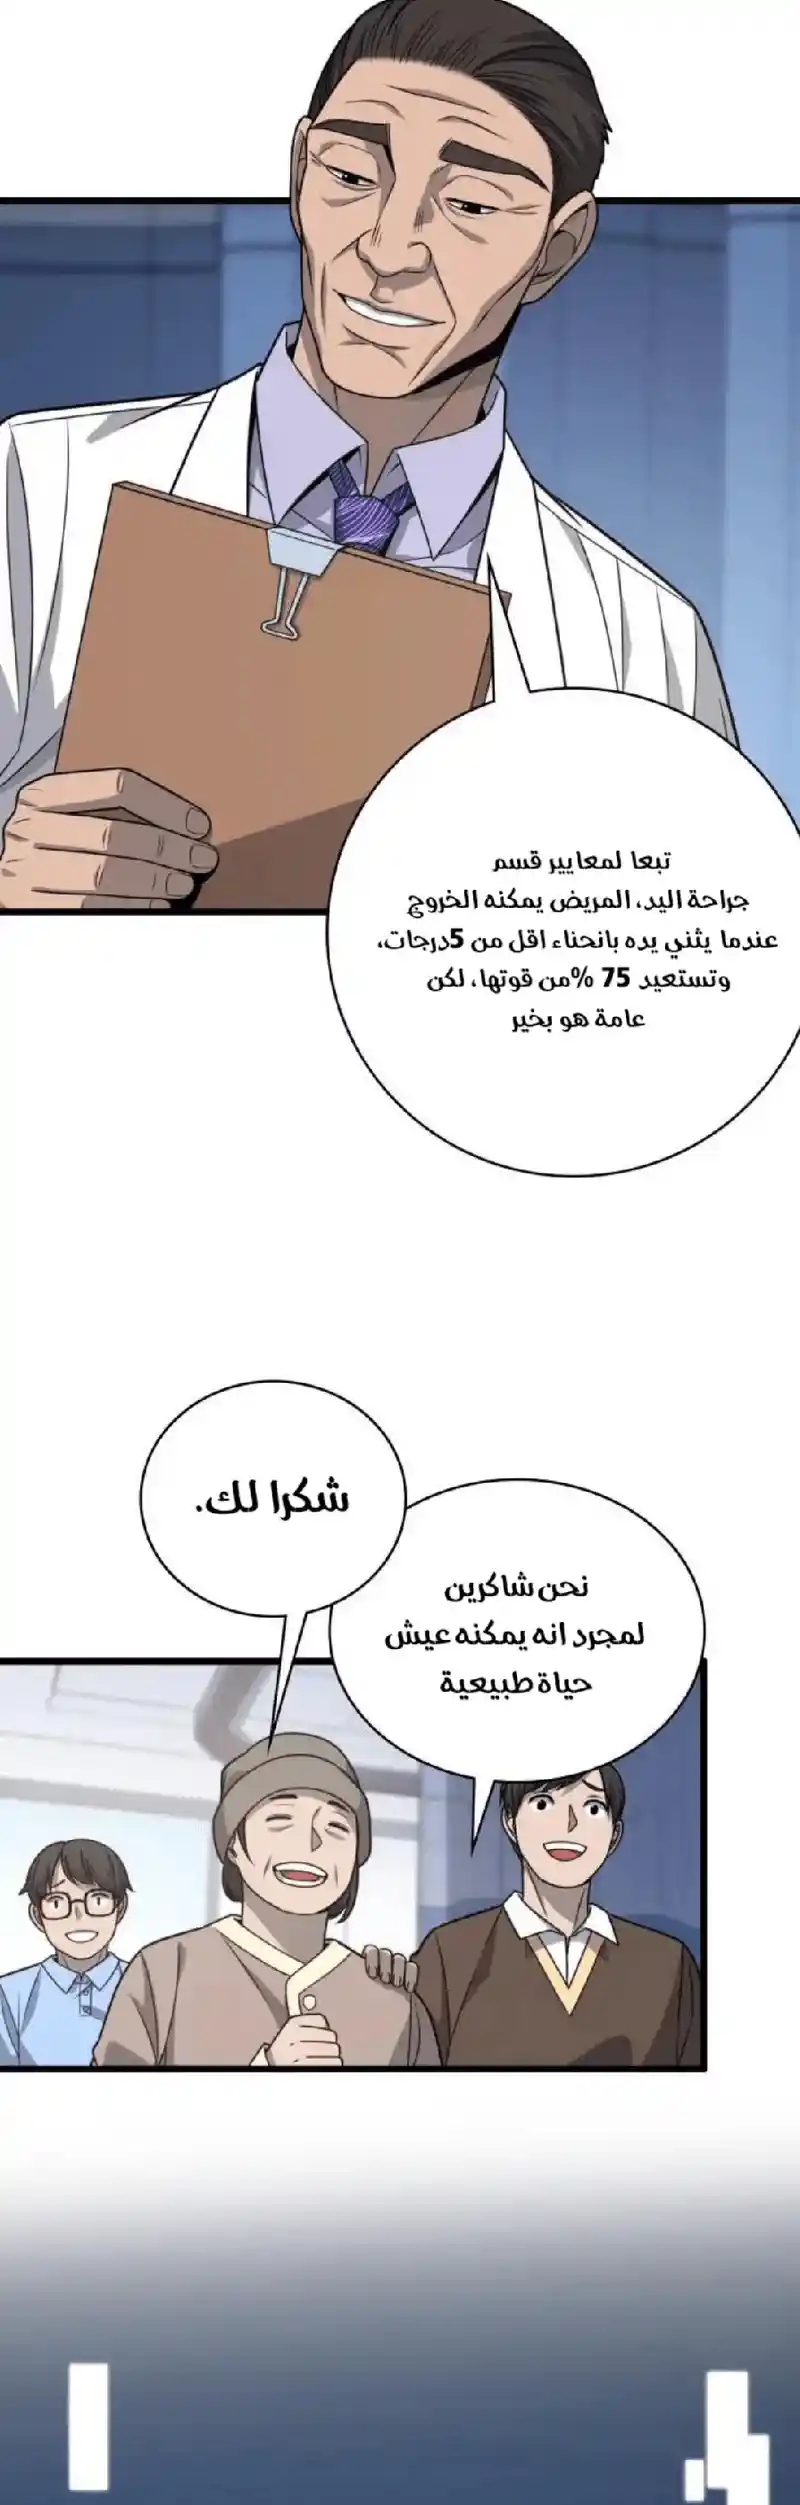 تبعا لمعايير قسم
جراحة اليد، المريض يمكنه الخروج
عندما يثني يده بانحناء اقل من 5درجات،
وتستعيد 75 %من قوتها، لكن
عامة هو بخير
شكرا لك.
نحن شاكرين
لمجرد انه يمكنه عيش
حياة طبيعية